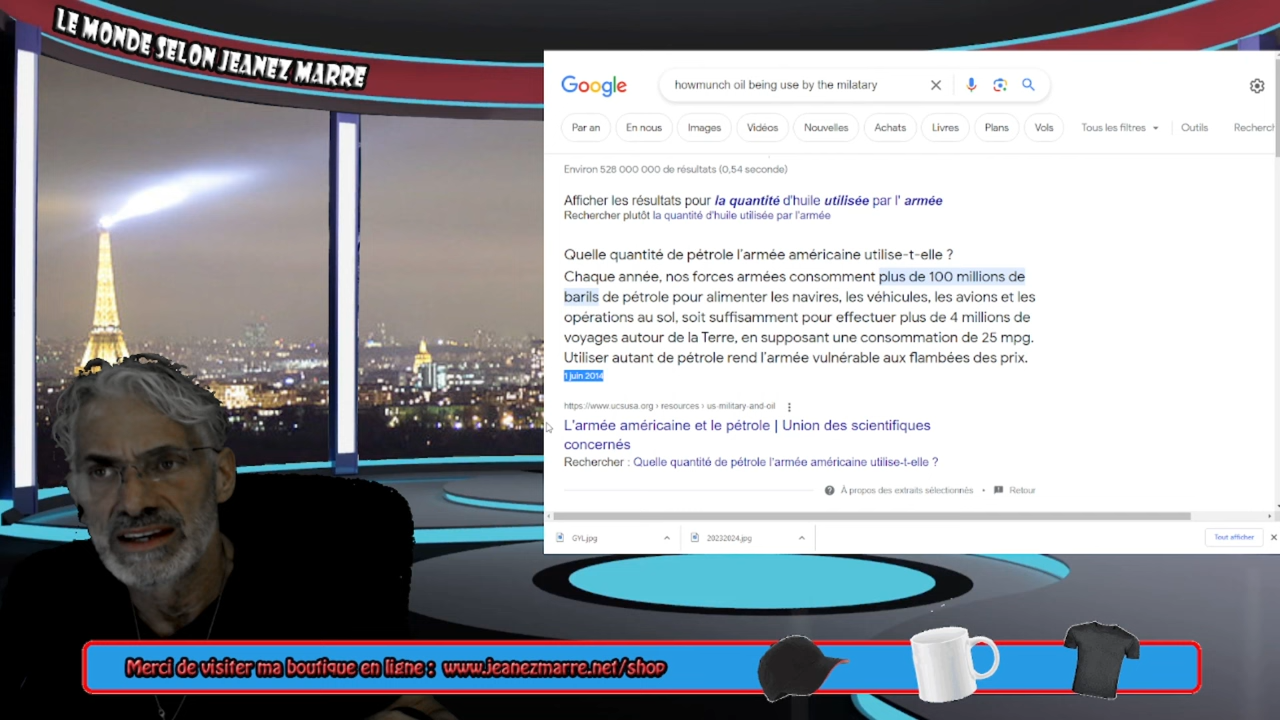 LE MONDE SELON JEANEZ MARRE
Google
howmunch oil being use by the milatary
Par an
En nous
Images
Vidéos
Nouvelles
Achats
Livres
Plans
Vols
Tous les filtres
Outils
Recherch
Environ 528 000 000 de résultats (0,54 seconde)
Afficher les résultats pour la quantité d'huile utilisée par l' armée
Rechercher plutôt la quantité d'huile utilisée par l'armée
Quelle quantité de pétrole l'armée américaine utilise-t-elle ?
Chaque année, nos forces armées consomment plus de 100 millions de
barils de pétrole pour alimenter les navires, les véhicules, les avions et les
opérations au sol, soit suffisamment pour effectuer plus de 4 millions de
voyages autour de la Terre, en supposant une consommation de 25 mpg.
Utiliser autant de pétrole rend l'armée vulnérable aux flambées des prix.
1 juin 2014
https://www.ucsusa.org › resources › us-military-and-oil
L'armée américaine et le pétrole | Union des scientifiques
concernés
Rechercher : Quelle quantité de pétrole l'armée américaine utilise-t-elle ?
À propos des extraits sélectionnés • Retour
GYL.jpg
20232024.jpg
Tout afficher
Merci de visiter ma boutique en ligne : www.jeanezmarre.net/shop